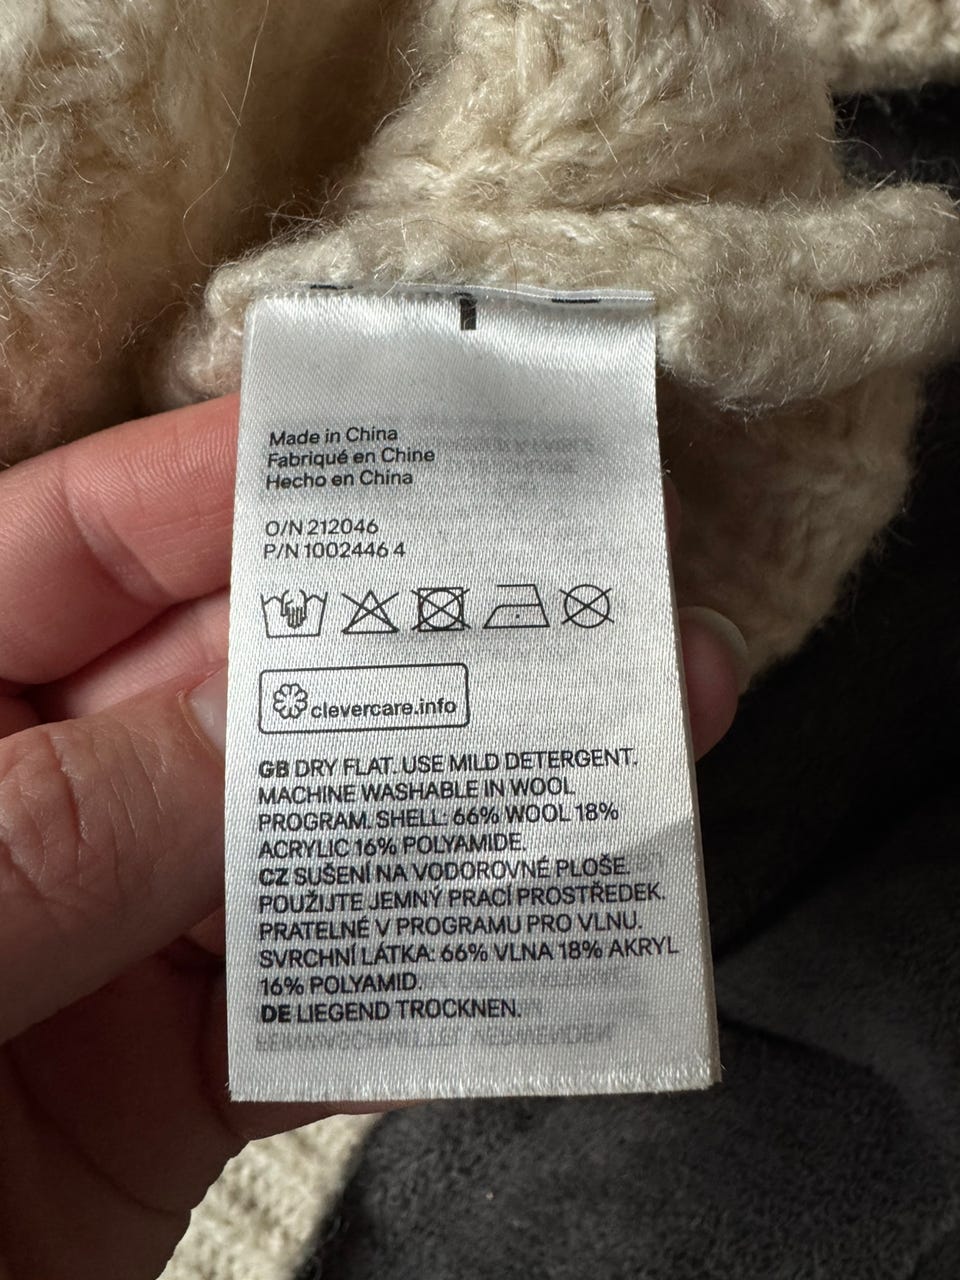 Made in China
Fabriqué en Chine
Hecho en China
O/N 212046
P/N 1002446 4
clevercare.info
GB DRY FLAT. USE MILD DETERGENT.
MACHINE WASHABLE IN WOOL
PROGRAM. SHELL: 66% WOOL 18%
ACRYLIC 16% POLYAMIDE.
CZ SUŠENÍ NA VODOROVNÉ PLOŠE.
POUŽIJTE JEMNÝ PRACÍ PROSTŘEDEK.
PRATELNÉ V PROGRAMU PRO VLNU.
SVRCHNÍ LÁTKA: 66% VLNA 18% AKRYL
16% POLYAMID.
DE LIEGEND TROCKNEN.